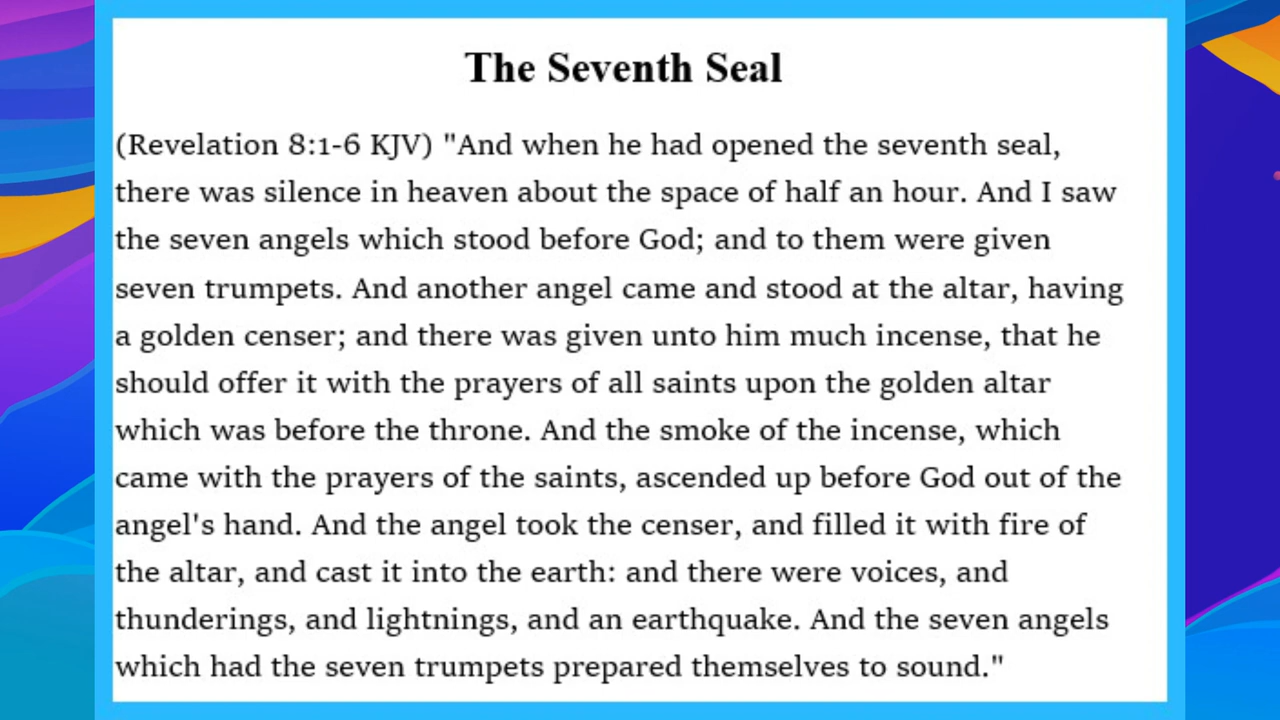 The Seventh Seal
(Revelation 8:1-6 KJV) "And when he had opened the seventh seal,
there was silence in heaven about the space of half an hour. And I saw
the seven angels which stood before God; and to them were given
seven trumpets. And another angel came and stood at the altar, having
a golden censer; and there was given unto him much incense, that he
should offer it with the prayers of all saints upon the golden altar
which was before the throne. And the smoke of the incense, which
came with the prayers of the saints, ascended up before God out of the
angel's hand. And the angel took the censer, and filled it with fire of
the altar, and cast it into the earth: and there were voices, and
thunderings, and lightnings, and an earthquake. And the seven angels
which had the seven trumpets prepared themselves to sound."